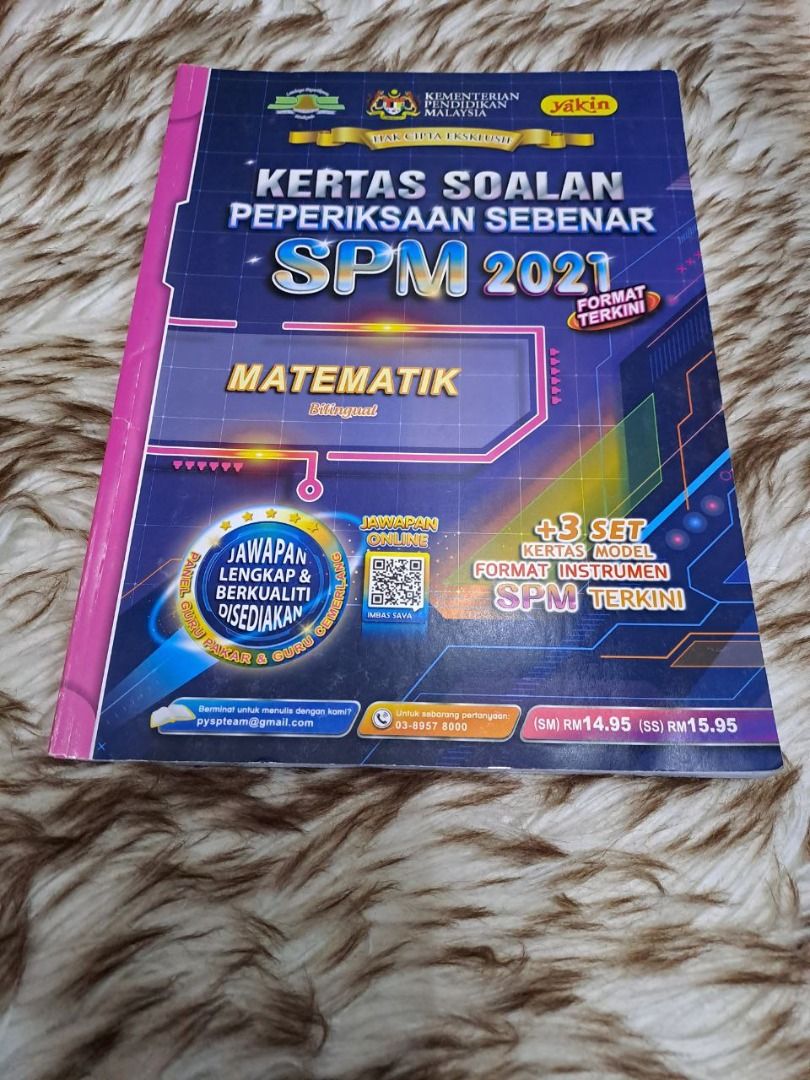 Lembaga Peperiksaan
Malaysia
KEMENTERIAN
PENDIDIKAN
MALAYSIA
yakin
HAK CIPTA EKSKLUSIF
KERTAS SOALAN
PEPERIKSAAN SEBENAR
SPM 2021
FORMAT
TERKINI
MATEMATIK
Bilingual
JAWAPAN
LENGKAP &
BERKUALITI
DISEDIAKAN
PANEL GURU PAKAR & GURU CEMERLANG
JAWAPAN
ONLINE
IMBAS SAYA
+3 SET
KERTAS MODEL
FORMAT INSTRUMEN
SPM TERKINI
Berminat untuk menulis dengan kami?
pyspteam@gmail.com
Untuk sebarang pertanyaan:
03-8957 8000
(SM) RM14.95 (SS) RM15.95